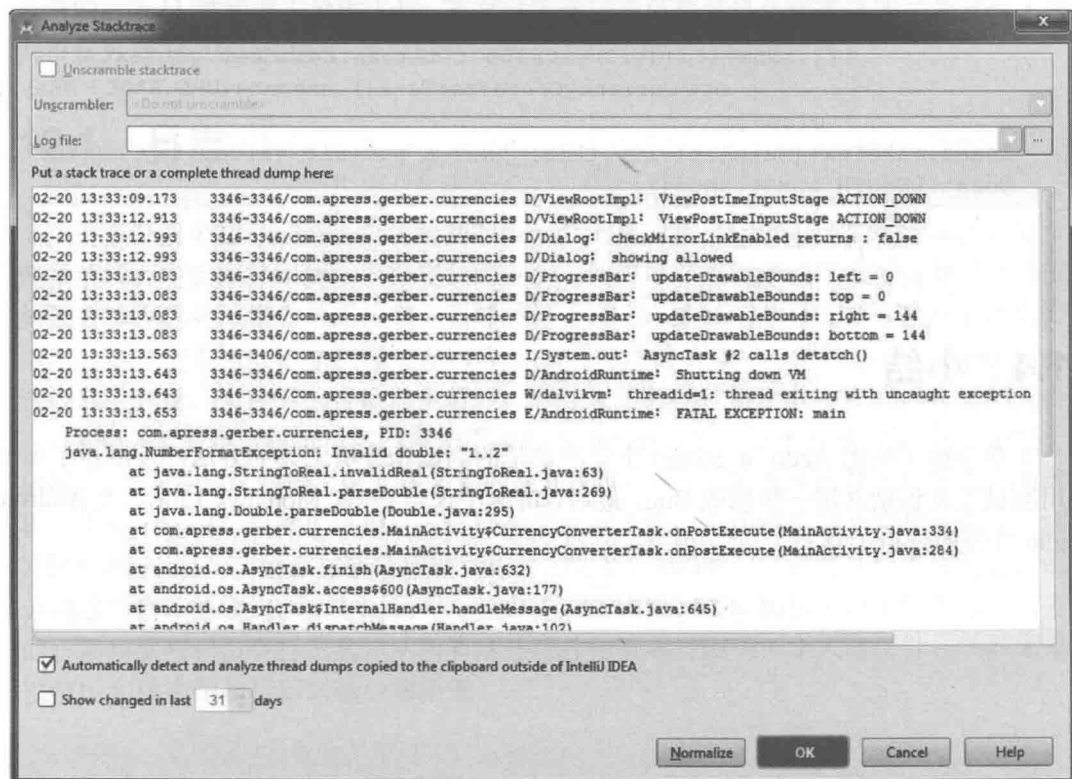 Analyze Stacktrace
Unscramble stacktrace
Unscrambler: <Do not unscramble>
Log file:
...
Put a stack trace or a complete thread dump here:
02-20 13:33:09.173 3346-3346/com.apress.gerber.currencies D/ViewRootImpl: ViewPostImeInputStage ACTION_DOWN
02-20 13:33:12.913 3346-3346/com.apress.gerber.currencies D/ViewRootImpl: ViewPostImeInputStage ACTION_DOWN
02-20 13:33:12.993 3346-3346/com.apress.gerber.currencies D/Dialog: checkMirrorLinkEnabled returns : false
02-20 13:33:12.993 3346-3346/com.apress.gerber.currencies D/Dialog: showing allowed
02-20 13:33:13.083 3346-3346/com.apress.gerber.currencies D/ProgressBar: updateDrawableBounds: left = 0
02-20 13:33:13.083 3346-3346/com.apress.gerber.currencies D/ProgressBar: updateDrawableBounds: top = 0
02-20 13:33:13.083 3346-3346/com.apress.gerber.currencies D/ProgressBar: updateDrawableBounds: right = 144
02-20 13:33:13.083 3346-3346/com.apress.gerber.currencies D/ProgressBar: updateDrawableBounds: bottom = 144
02-20 13:33:13.563 3346-3406/com.apress.gerber.currencies I/System.out: AsyncTask #2 calls detatch()
02-20 13:33:13.643 3346-3346/com.apress.gerber.currencies D/AndroidRuntime: Shutting down VM
02-20 13:33:13.643 3346-3346/com.apress.gerber.currencies W/dalvikvm: threadid=1: thread exiting with uncaught exception
02-20 13:33:13.653 3346-3346/com.apress.gerber.currencies E/AndroidRuntime: FATAL EXCEPTION: main
Process: com.apress.gerber.currencies, PID: 3346
java.lang.NumberFormatException: Invalid double: "1..2"
at java.lang.StringToReal.invalidReal(StringToReal.java:63)
at java.lang.StringToReal.parseDouble(StringToReal.java:269)
at java.lang.Double.parseDouble(Double.java:295)
at com.apress.gerber.currencies.MainActivity$CurrencyConverterTask.onPostExecute(MainActivity.java:334)
at com.apress.gerber.currencies.MainActivity$CurrencyConverterTask.onPostExecute(MainActivity.java:284)
at android.os.AsyncTask.finish(AsyncTask.java:632)
at android.os.AsyncTask.access$600(AsyncTask.java:177)
at android.os.AsyncTask$InternalHandler.handleMessage(AsyncTask.java:645)
at android.os.Handler.dispatchMessage(Handler.java:102)
Automatically detect and analyze thread dumps copied to the clipboard outside of IntelliJ IDEA
Show changed in last 31 days
Normalize OK Cancel Help